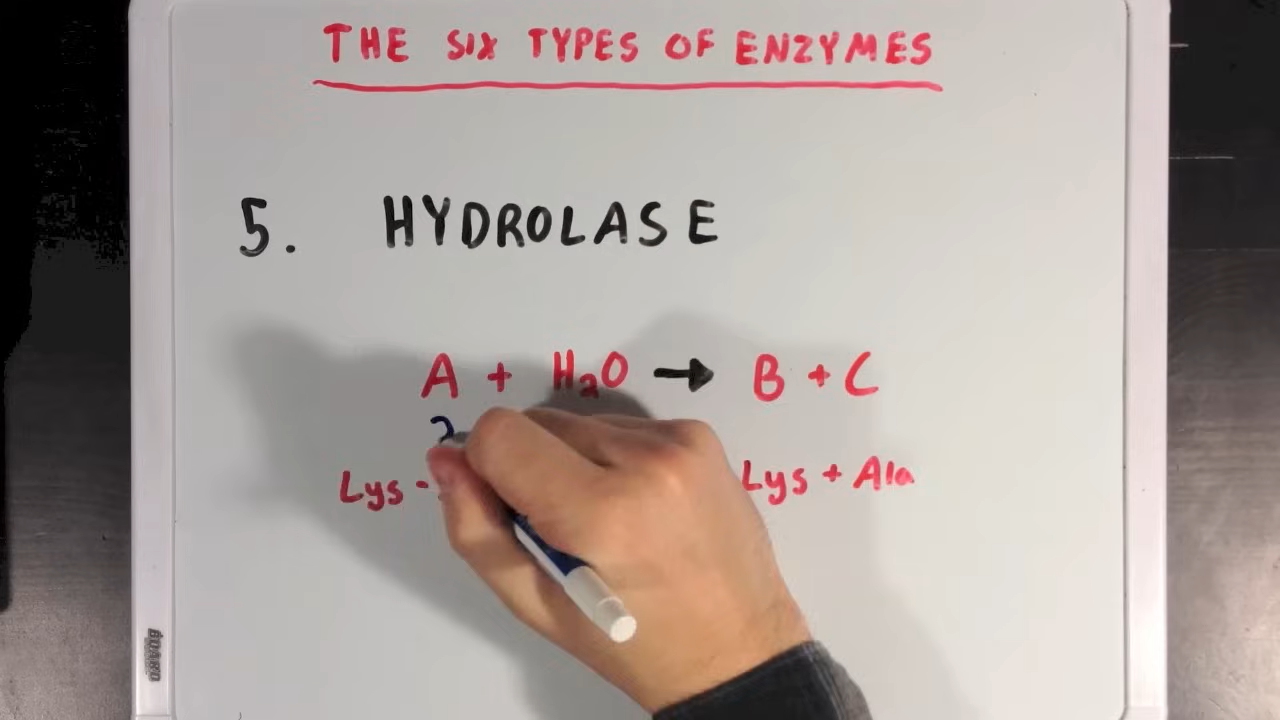 THE SIX TYPES OF ENZYMES
5. HYDROLASE
A + H₂O → B + C
Lys - Lys + Ala